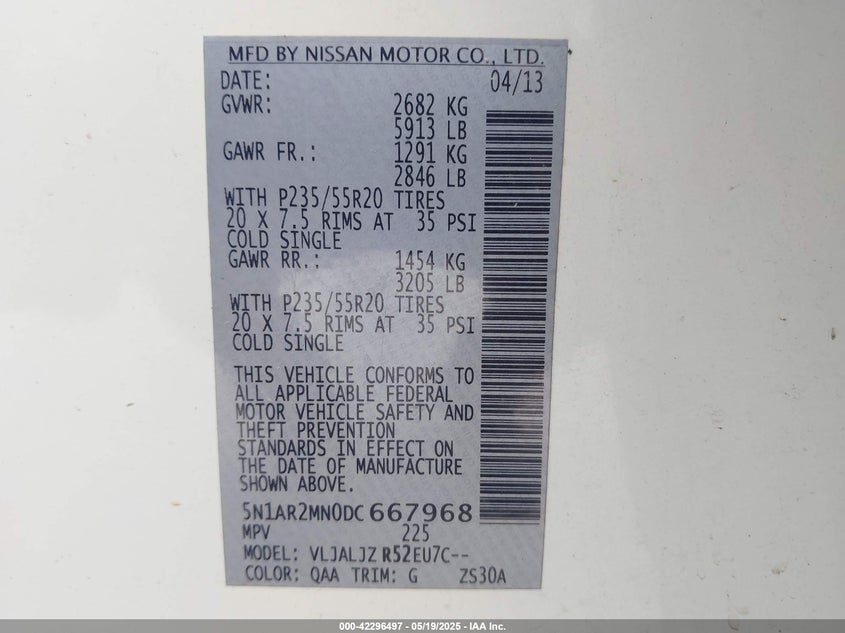 MFD BY NISSAN MOTOR CO., LTD.
DATE: 04/13
GVWR: 2682 KG
5913 LB
GAWR FR.: 1291 KG
2846 LB
WITH P235/55R20 TIRES
20 X 7.5 RIMS AT 35 PSI
COLD SINGLE
GAWR RR.: 1454 KG
3205 LB
WITH P235/55R20 TIRES
20 X 7.5 RIMS AT 35 PSI
COLD SINGLE
THIS VEHICLE CONFORMS TO
ALL APPLICABLE FEDERAL
MOTOR VEHICLE SAFETY AND
THEFT PREVENTION
STANDARDS IN EFFECT ON
THE DATE OF MANUFACTURE
SHOWN ABOVE.
5N1AR2MN0DC667968
MPV 225
MODEL: VLJALJZ R52EU7C--
COLOR: QAA TRIM: G ZS30A
000-42296497 - 05/19/2025 - IAA Inc.